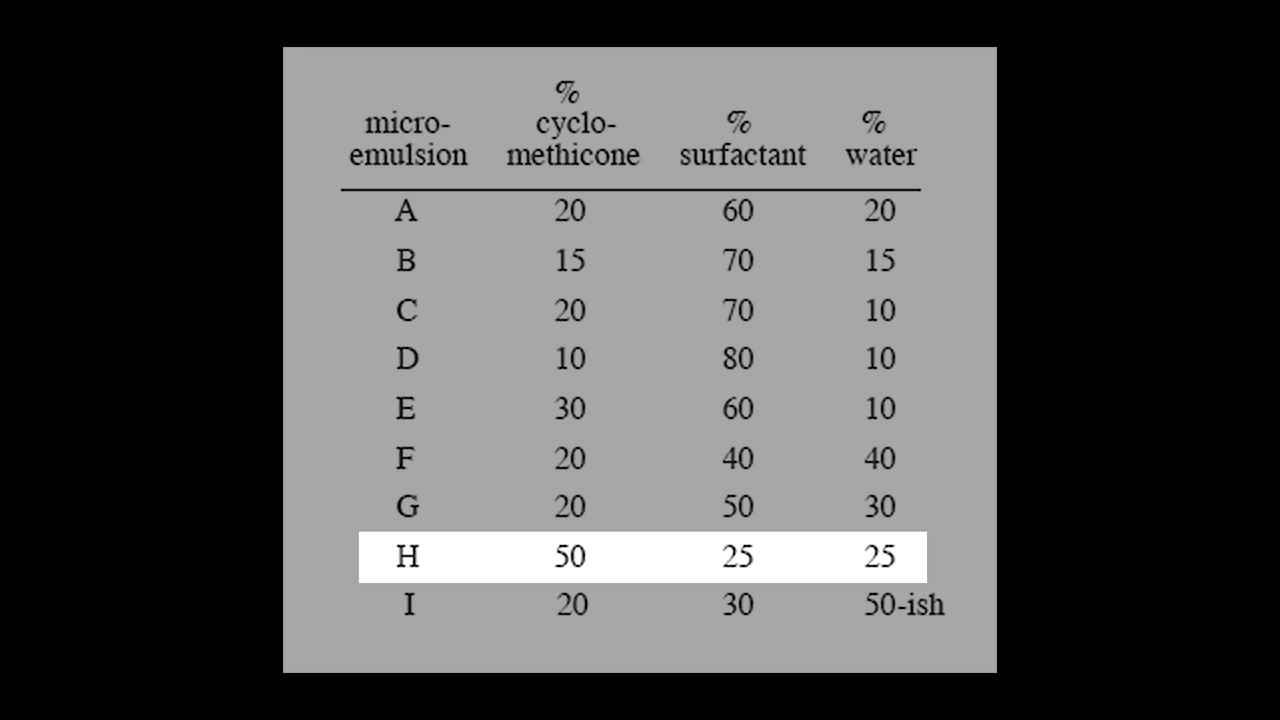 %
micro- cyclo- % %
emulsion methicone surfactant water
A 20 60 20
B 15 70 15
C 20 70 10
D 10 80 10
E 30 60 10
F 20 40 40
G 20 50 30
H 50 25 25
I 20 30 50-ish